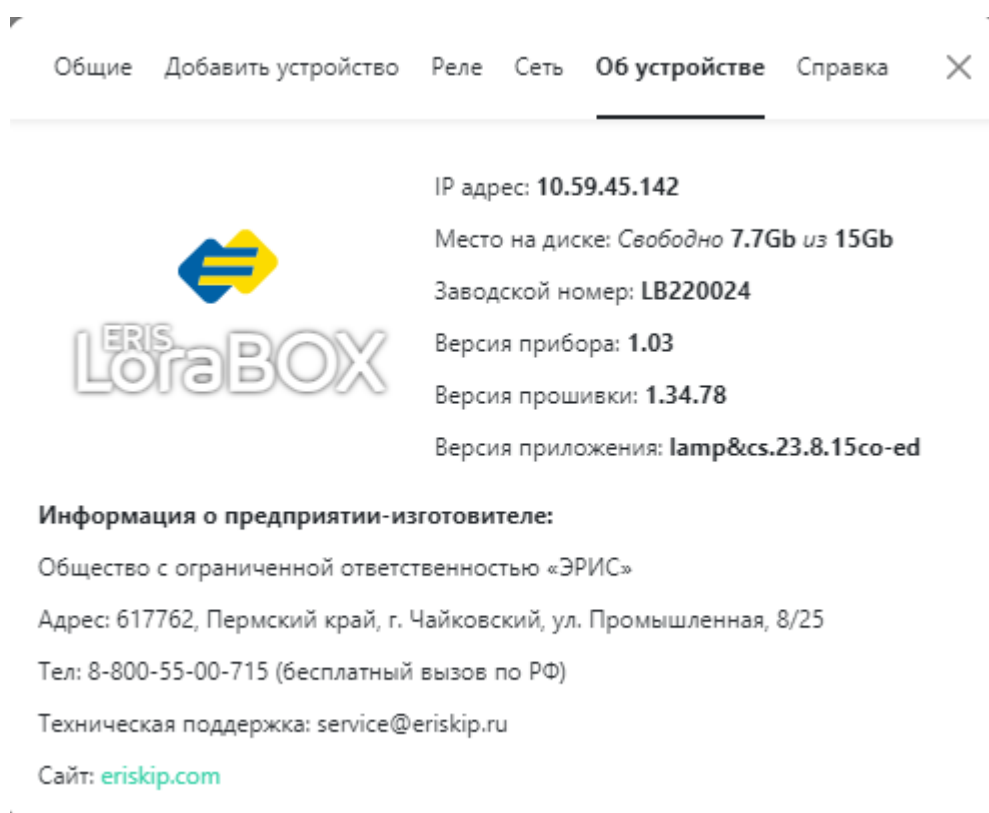 Общие Добавить устройство Реле Сеть Об устройстве Справка
IP адрес: 10.59.45.142
Место на диске: Свободно 7.7Gb из 15Gb
Заводской номер: LB220024
Версия прибора: 1.03
Версия прошивки: 1.34.78
Версия приложения: lamp&cs.23.8.15co-ed
ERIS
LoraBOX
Информация о предприятии-изготовителе:
Общество с ограниченной ответственностью «ЭРИС»
Адрес: 617762, Пермский край, г. Чайковский, ул. Промышленная, 8/25
Тел: 8-800-55-00-715 (бесплатный вызов по РФ)
Техническая поддержка: service@eriskip.ru
Сайт: eriskip.com